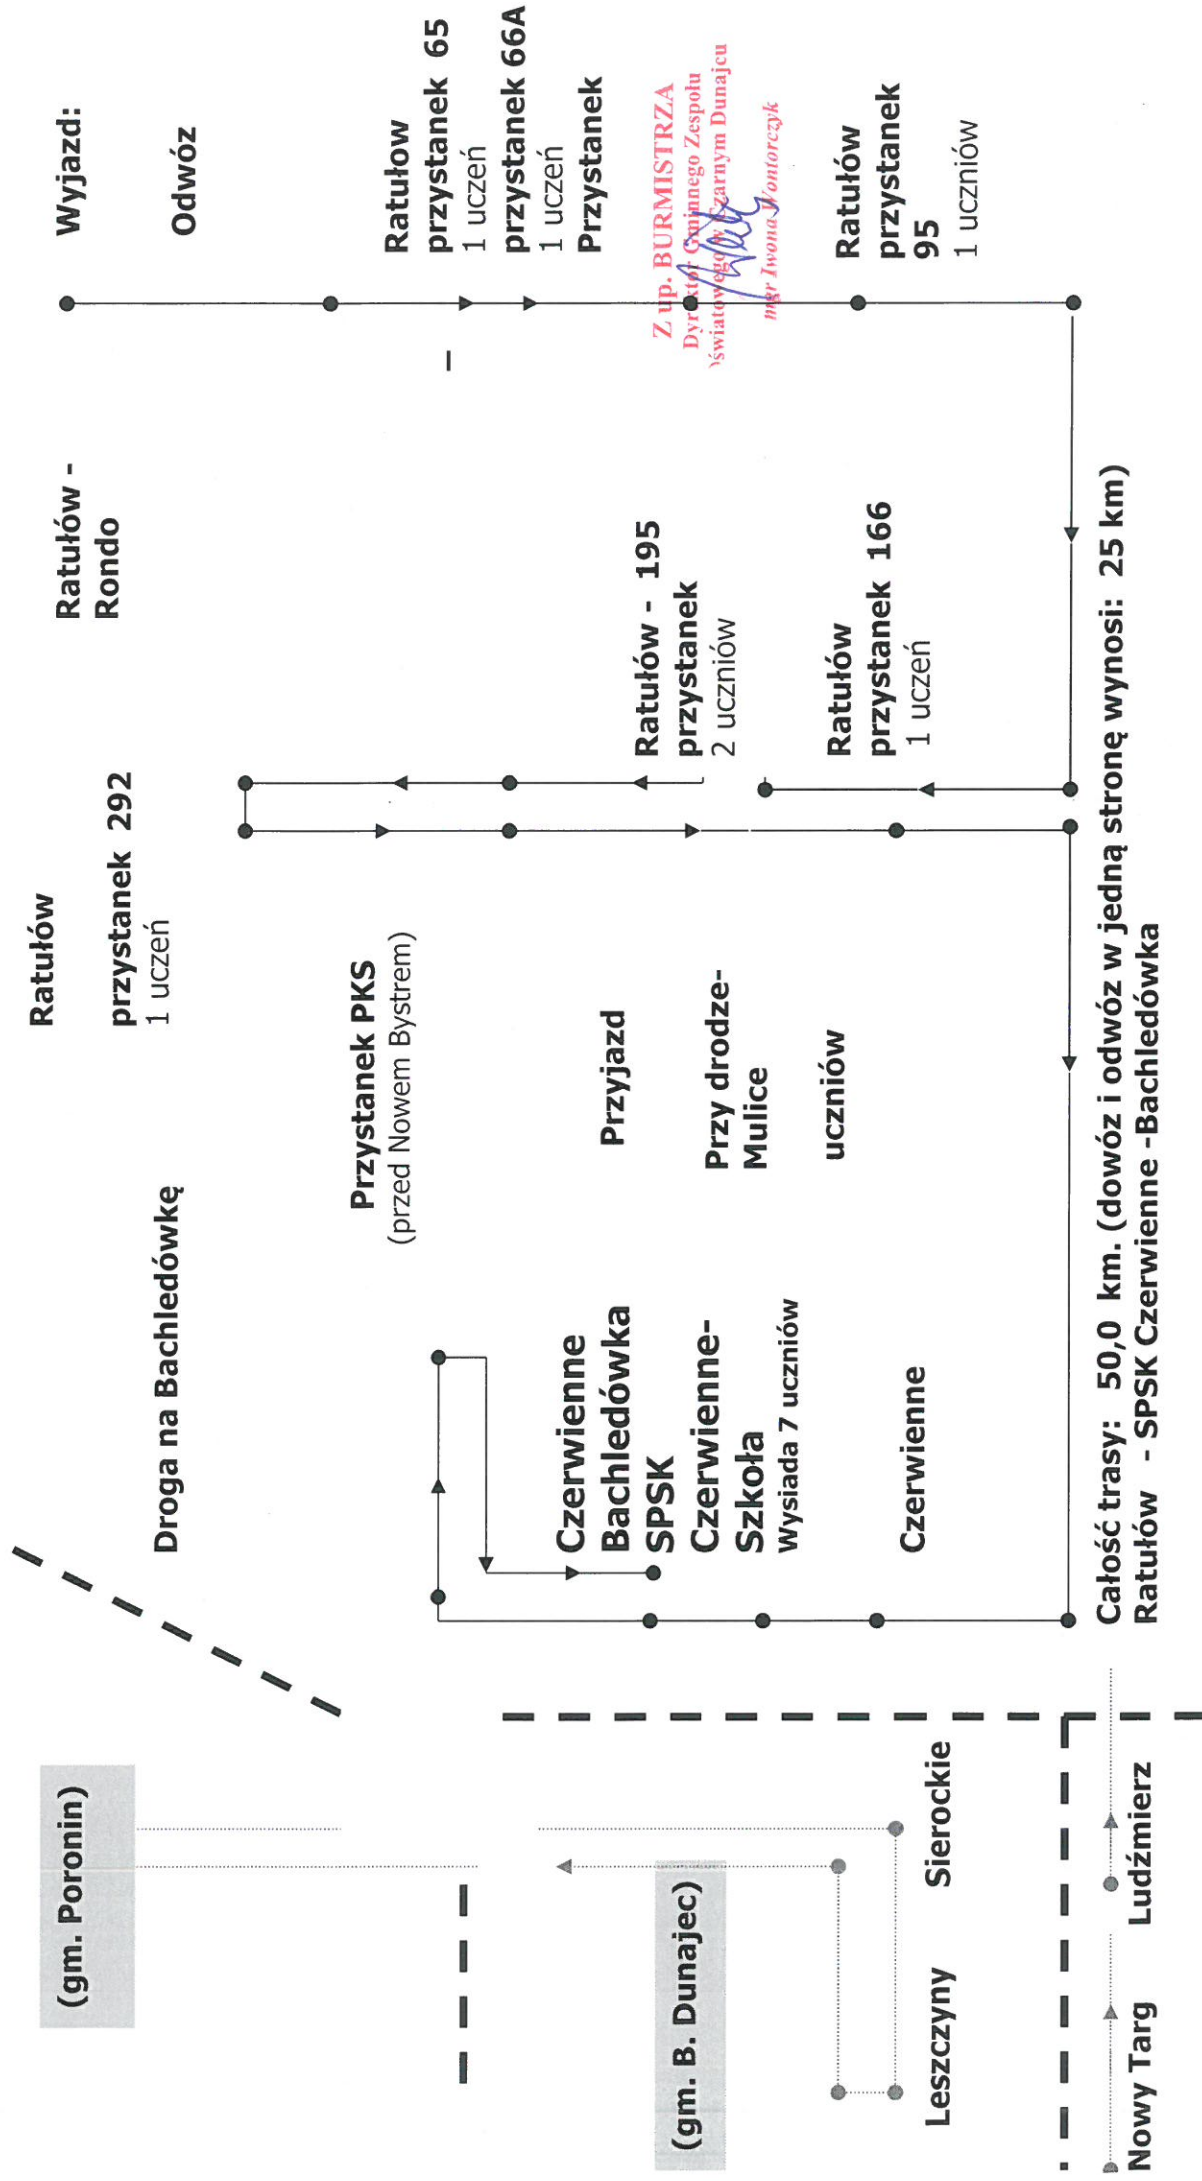 (gm. Poronin)
Droga na Bachledówkę
Ratułów
przystanek 292
1 uczeń
Ratułów -
Rondo
Wyjazd:
Odwóz
Przystanek PKS
(przed Nowem Bystrem)
Ratułow
przystanek 65
1 uczeń
przystanek 66A
1 uczeń
Przystanek
–
(gm. B. Dunajec)
Czerwienne
Bachledówka
SPSK
Czerwienne-
Szkoła
Wysiada 7 uczniów
Przyjazd
Przy drodze-
Mulice
uczniów
Ratułów - 195
przystanek
2 uczniów
Z up. BURMISTRZA
Dyrektor Gminnego Zespołu
Oświatowego w Czarnym Dunajcu
mgr Iwona Wontorczyk
Leszczyny
Sierockie
Czerwienne
Ratułów
przystanek 166
1 uczeń
Ratułów
przystanek
95
1 uczniów
Nowy Targ
Ludźmierz
Całość trasy: 50,0 km. (dowóz i odwóz w jedną stronę wynosi: 25 km)
Ratułów - SPSK Czerwienne -Bachledówka